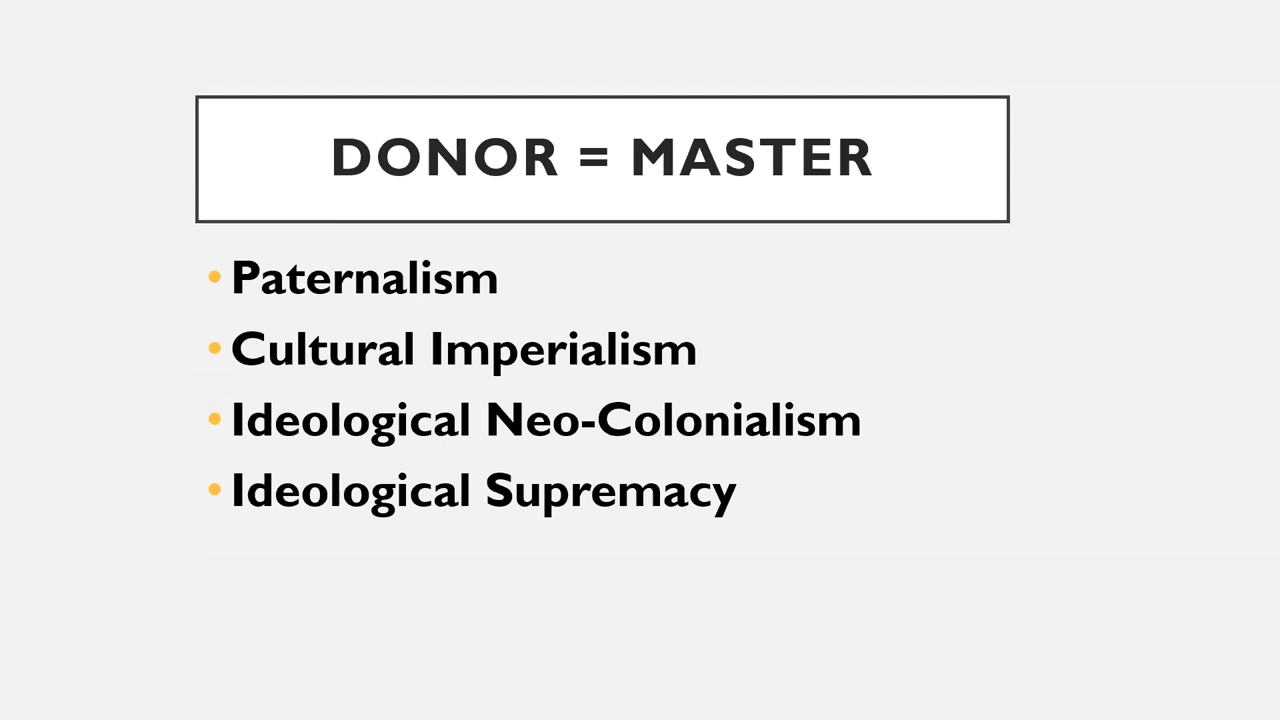 DONOR = MASTER
• Paternalism
• Cultural Imperialism
• Ideological Neo-Colonialism
• Ideological Supremacy